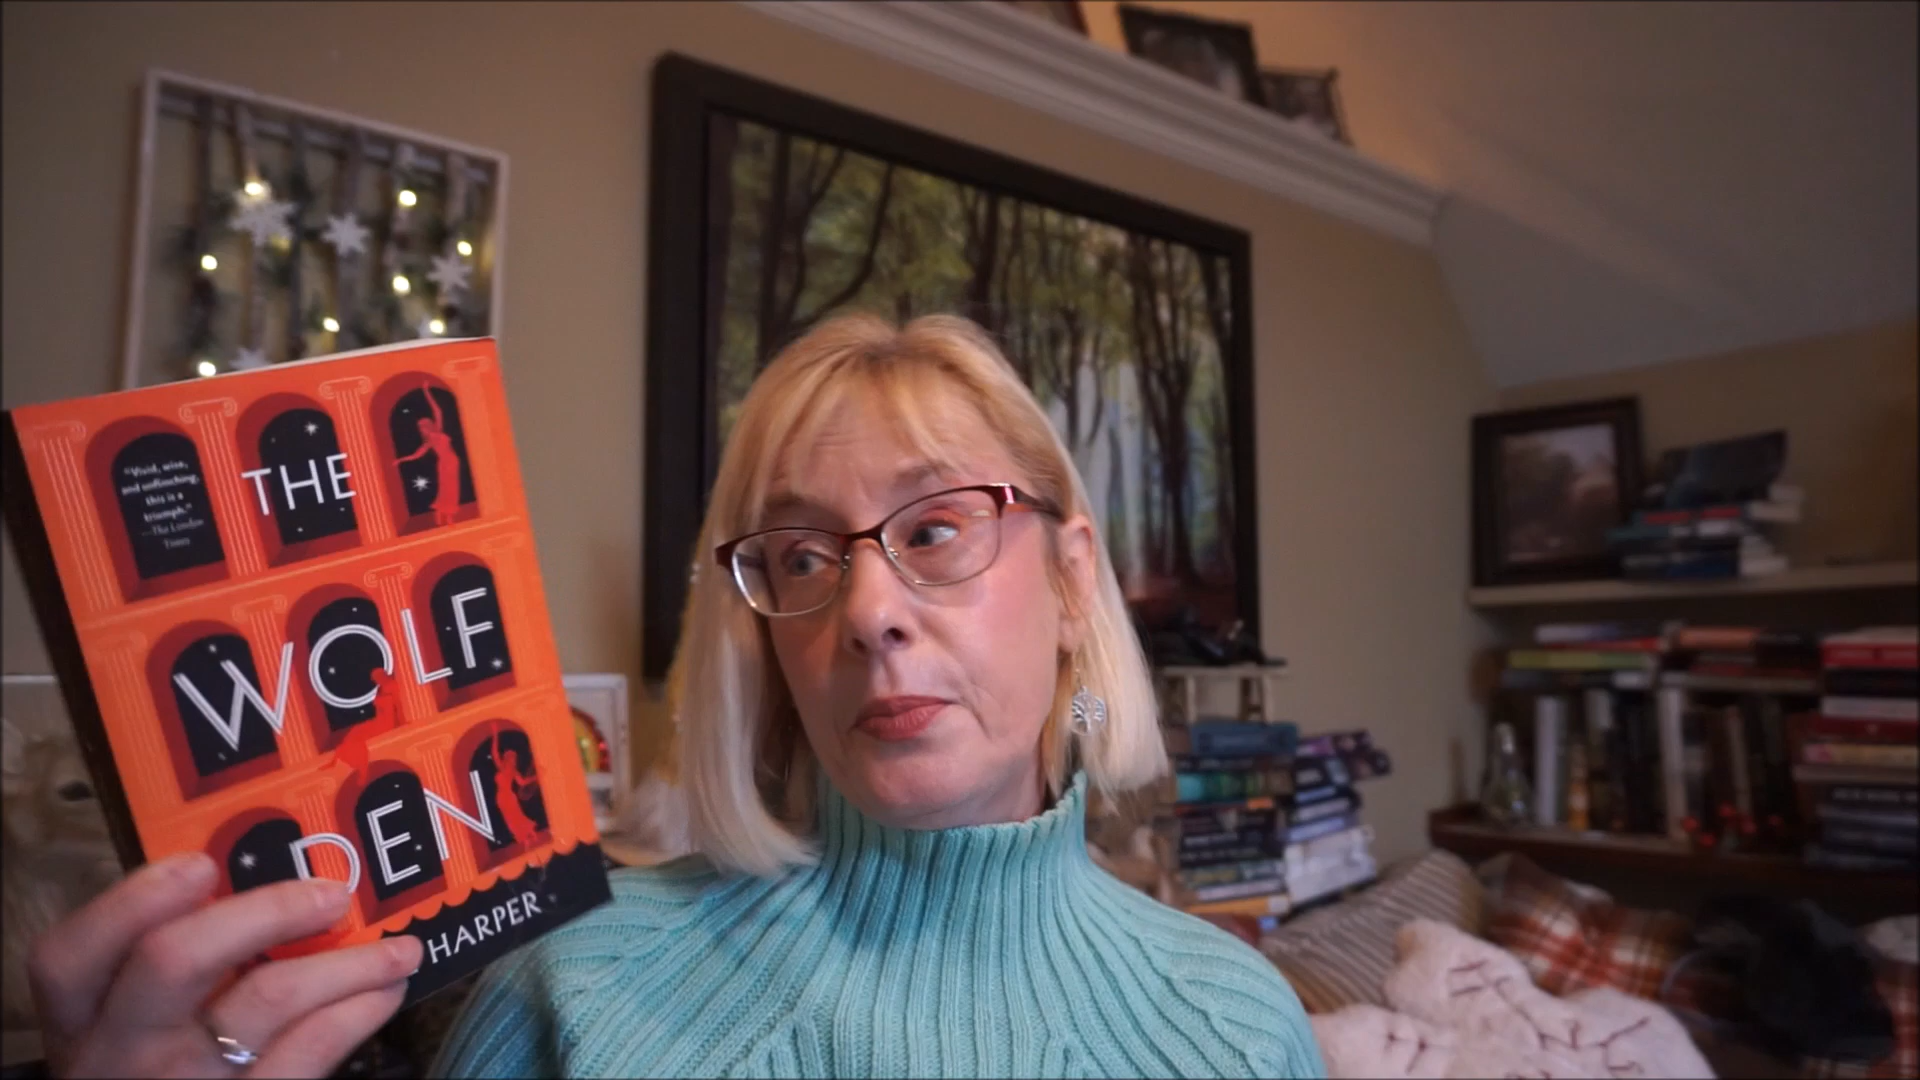 "Vivid, wise,
and unflinching,
this is a
triumph."
—The London
Times
THE
WOLF
DEN
HARPER